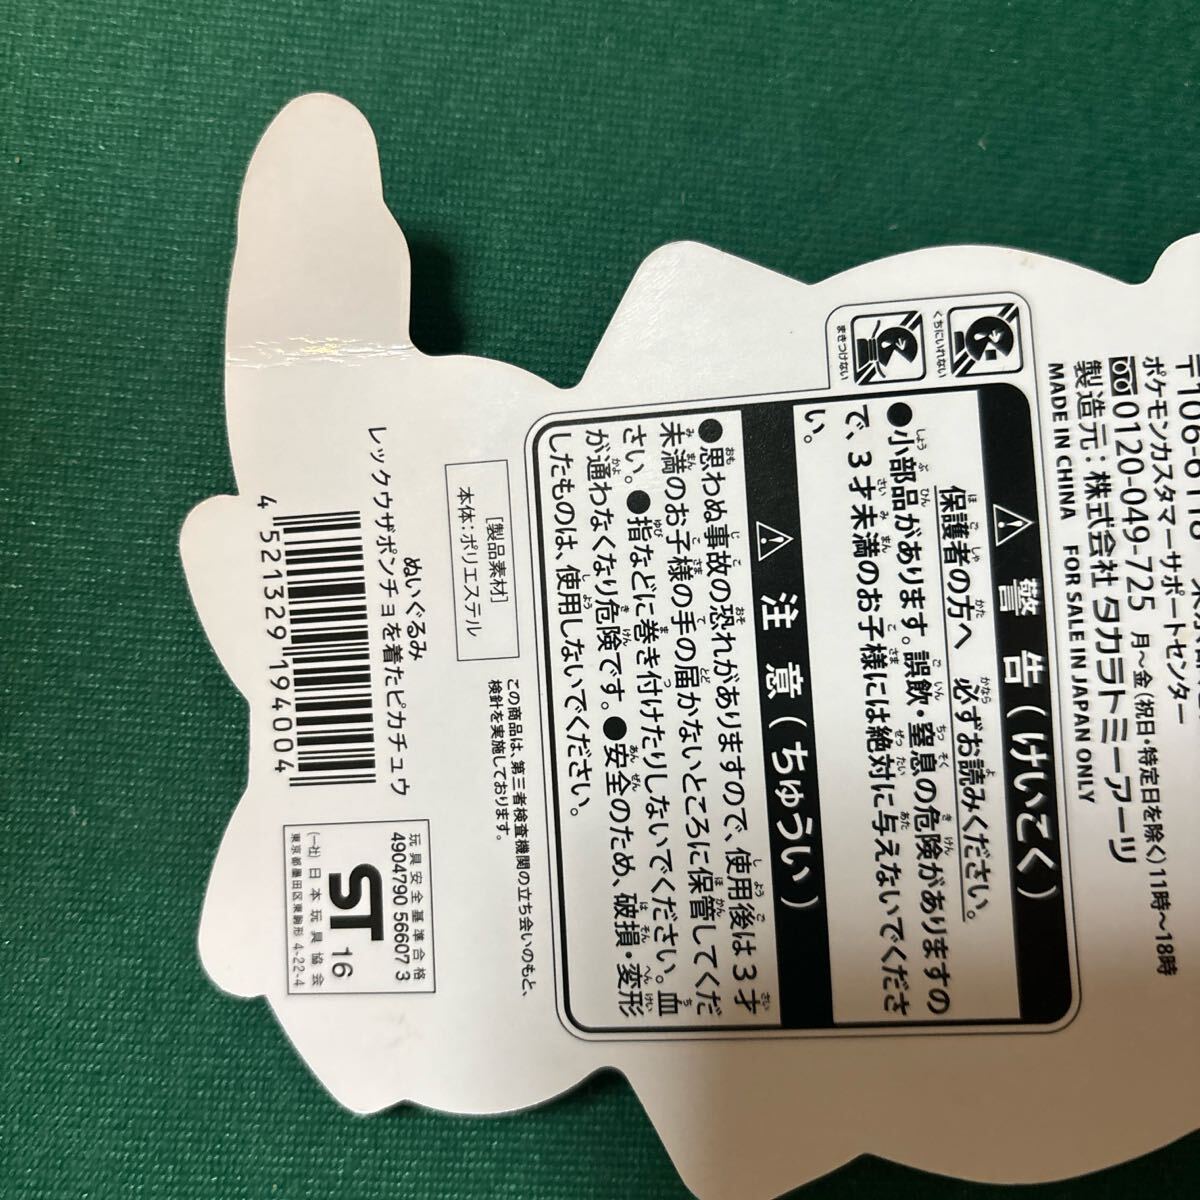 ポケモンカスタマーサポートセンター
0120-049-725 月～金(祝日・特定日を除く)11時～18時
製造元：株式会社タカラトミーアーツ
MADE IN CHINA FOR SALE IN JAPAN ONLY
くちにいれない
まきつけない
警告(けいこく)
保護者の方へ 必ずお読みください。
●小部品があります。誤飲・窒息の危険がありますの
で、3才未満のお子様には絶対に与えないでくださ
い。
注意(ちゅうい)
●思わぬ事故の恐れがありますので、使用後は3才
未満のお子様の手の届かないところに保管してくだ
さい。●指などに巻き付けたりしないでください。血
が通わなくなり危険です。●安全のため、破損・変形
したものは、使用しないでください。
[製品素材]
本体：ポリエステル
この商品は、第三者検査機関の立ち会いのもと、
検針を実施しております。
ぬいぐるみ
レックウザポンチョを着たピカチュウ
4 521329 194004
玩具安全基準合格
4904790 56607 3
ST 16
(一社)日本玩具協会
東京都墨田区東駒形 4-22-4